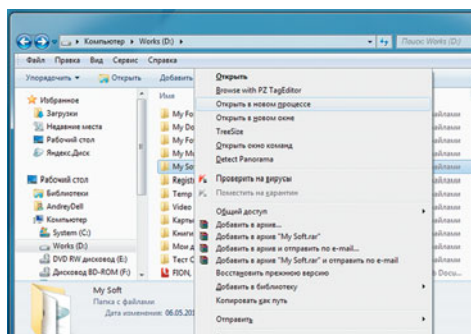 Компьютер ▸ Works (D:) ▸
Поиск: Works (D:)
Файл Правка Вид Сервис Справка
Упорядочить Открыть Добавить
Имя
Избранное
Загрузки
Недавние места
Рабочий стол
Яндекс.Диск
Рабочий стол
Библиотеки
AndreyDell
Компьютер
System (C:)
Works (D:)
DVD RW дисковод (E:)
Дисковод BD-ROM (F:)
My Fo
My Do
My Fo
My Mu
My So
Registr
Temp
Video
Карты
Книги
Мои д
Тест С
FION,
Открыть
Browse with PZ TagEditor
Открыть в новом процессе
Открыть в новом окне
TreeSize
Открыть окно команд
Detect Panorama
Проверить на вирусы
Поместить на карантин
Общий доступ
Добавить в архив...
Добавить в архив "My Soft.rar"
Добавить в архив и отправить по e-mail...
Добавить в архив "My Soft.rar" и отправить по e-mail
Восстановить прежнюю версию
Добавить в библиотеку
Копировать как путь
Отправить
файлами
файлами
файлами
файлами
файлами
файлами
файлами
файлами
файлами
файлами
файлами
файлами
b Docu...
My Soft
Папка с файлами
Дата изменения: 06.05.201